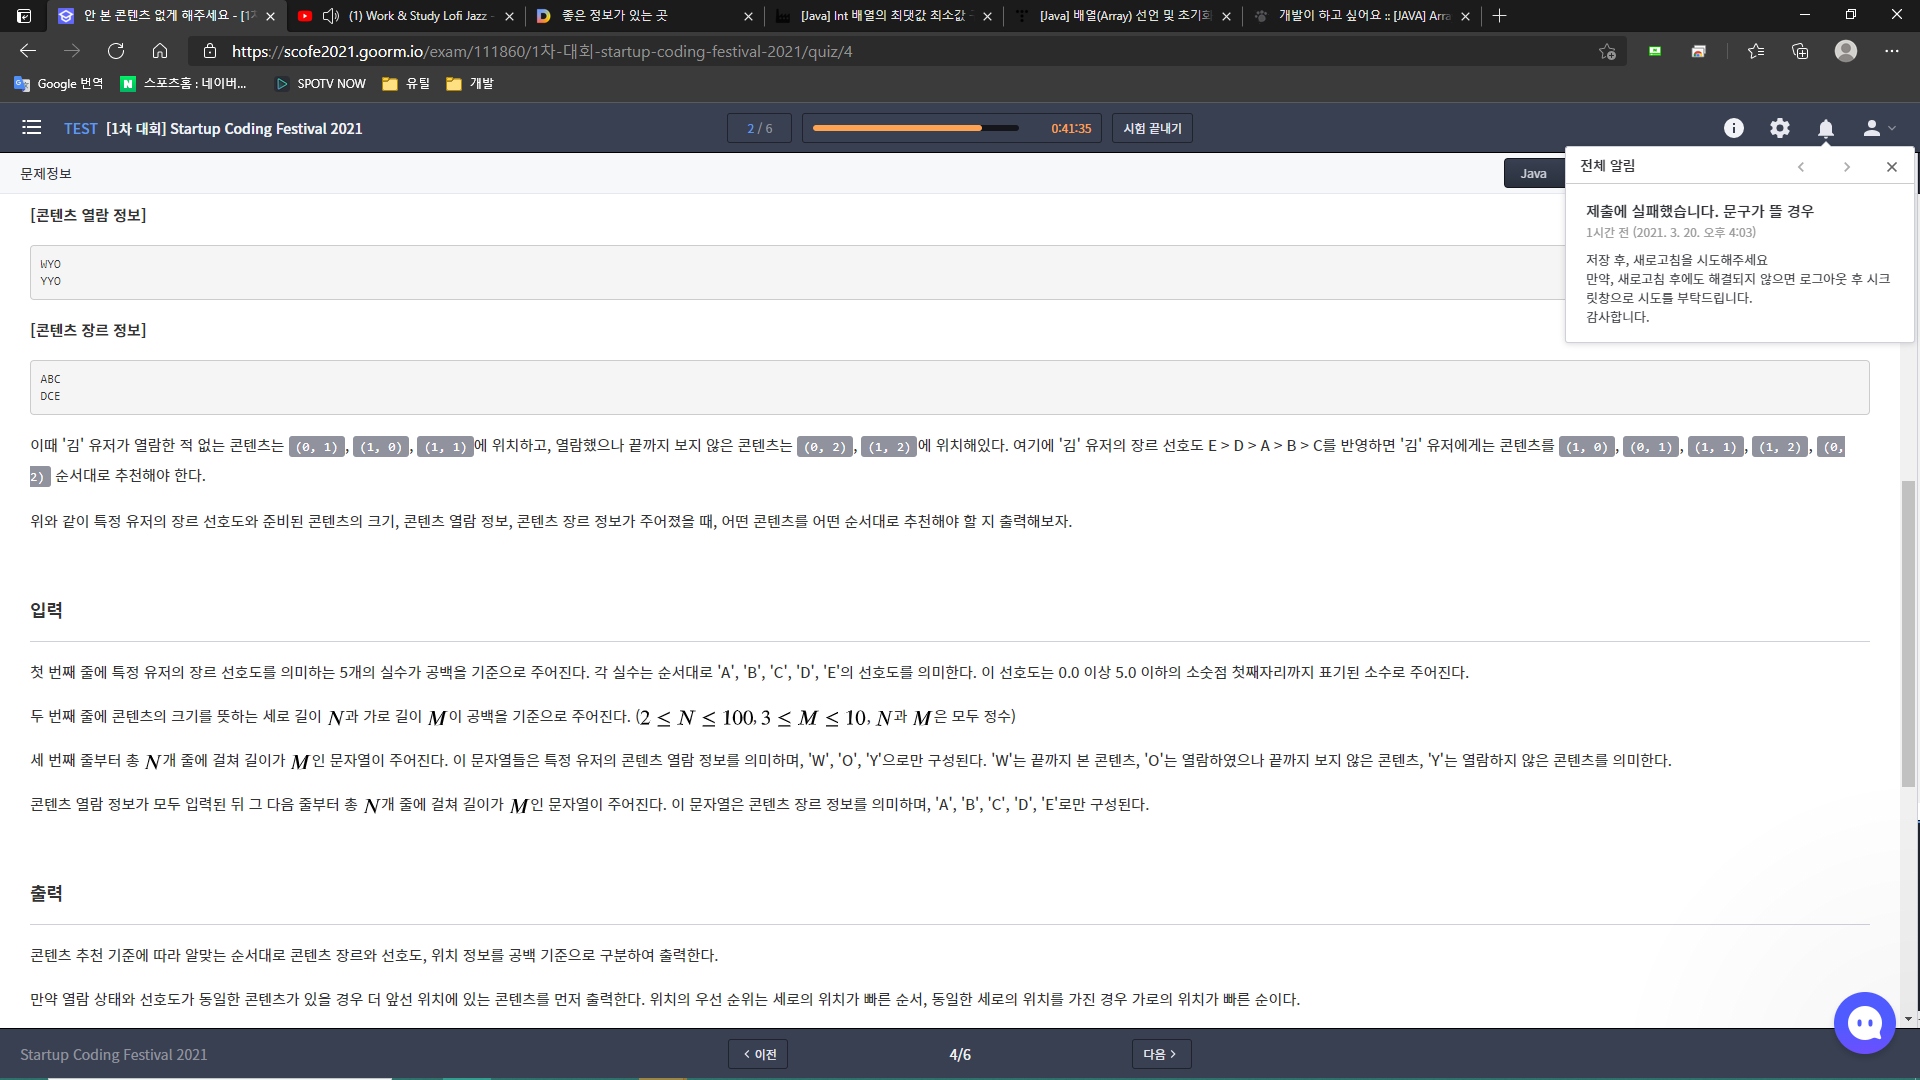 안 본 콘텐츠 없게 해주세요 - [1차
(1) Work & Study Lofi Jazz -
좋은 정보가 있는 곳
[Java] Int 배열의 최댓값 최소값
[Java] 배열(Array) 선언 및 초기화
개발이 하고 싶어요 :: [JAVA] Arra
https://scofe2021.goorm.io/exam/111860/1차-대회-startup-coding-festival-2021/quiz/4
Google 번역
스포츠홈 : 네이버...
SPOTV NOW
유틸
개발
TEST [1차 대회] Startup Coding Festival 2021
2 / 6
0:41:35
시험 끝내기
문제정보
Java
전체 알림
제출에 실패했습니다. 문구가 뜰 경우
1시간 전 (2021. 3. 20. 오후 4:03)
저장 후, 새로고침을 시도해주세요
만약, 새로고침 후에도 해결되지 않으면 로그아웃 후 시크
릿창으로 시도를 부탁드립니다.
감사합니다.
[콘텐츠 열람 정보]
WYO
YYO
[콘텐츠 장르 정보]
ABC
DCE
이때 '김' 유저가 열람한 적 없는 콘텐츠는 (0, 1), (1, 0), (1, 1)에 위치하고, 열람했으나 끝까지 보지 않은 콘텐츠는 (0, 2), (1, 2)에 위치해있다. 여기에 '김' 유저의 장르 선호도 E > D > A > B > C를 반영하면 '김' 유저에게는 콘텐츠를 (1, 0), (0, 1), (1, 1), (1, 2), (0,
2) 순서대로 추천해야 한다.
위와 같이 특정 유저의 장르 선호도와 준비된 콘텐츠의 크기, 콘텐츠 열람 정보, 콘텐츠 장르 정보가 주어졌을 때, 어떤 콘텐츠를 어떤 순서대로 추천해야 할 지 출력해보자.
입력
첫 번째 줄에 특정 유저의 장르 선호도를 의미하는 5개의 실수가 공백을 기준으로 주어진다. 각 실수는 순서대로 'A', 'B', 'C', 'D', 'E'의 선호도를 의미한다. 이 선호도는 0.0 이상 5.0 이하의 소숫점 첫째자리까지 표기된 소수로 주어진다.
두 번째 줄에 콘텐츠의 크기를 뜻하는 세로 길이 N과 가로 길이 M이 공백을 기준으로 주어진다. (2 ≤ N ≤ 100, 3 ≤ M ≤ 10, N과 M은 모두 정수)
세 번째 줄부터 총 N개 줄에 걸쳐 길이가 M인 문자열이 주어진다. 이 문자열들은 특정 유저의 콘텐츠 열람 정보를 의미하며, 'W', 'O', 'Y'으로만 구성된다. 'W'는 끝까지 본 콘텐츠, 'O'는 열람하였으나 끝까지 보지 않은 콘텐츠, 'Y'는 열람하지 않은 콘텐츠를 의미한다.
콘텐츠 열람 정보가 모두 입력된 뒤 그 다음 줄부터 총 N개 줄에 걸쳐 길이가 M인 문자열이 주어진다. 이 문자열은 콘텐츠 장르 정보를 의미하며, 'A', 'B', 'C', 'D', 'E'로만 구성된다.
출력
콘텐츠 추천 기준에 따라 알맞는 순서대로 콘텐츠 장르와 선호도, 위치 정보를 공백 기준으로 구분하여 출력한다.
만약 열람 상태와 선호도가 동일한 콘텐츠가 있을 경우 더 앞선 위치에 있는 콘텐츠를 먼저 출력한다. 위치의 우선 순위는 세로의 위치가 빠른 순서, 동일한 세로의 위치를 가진 경우 가로의 위치가 빠른 순이다.
Startup Coding Festival 2021
이전
4/6
다음